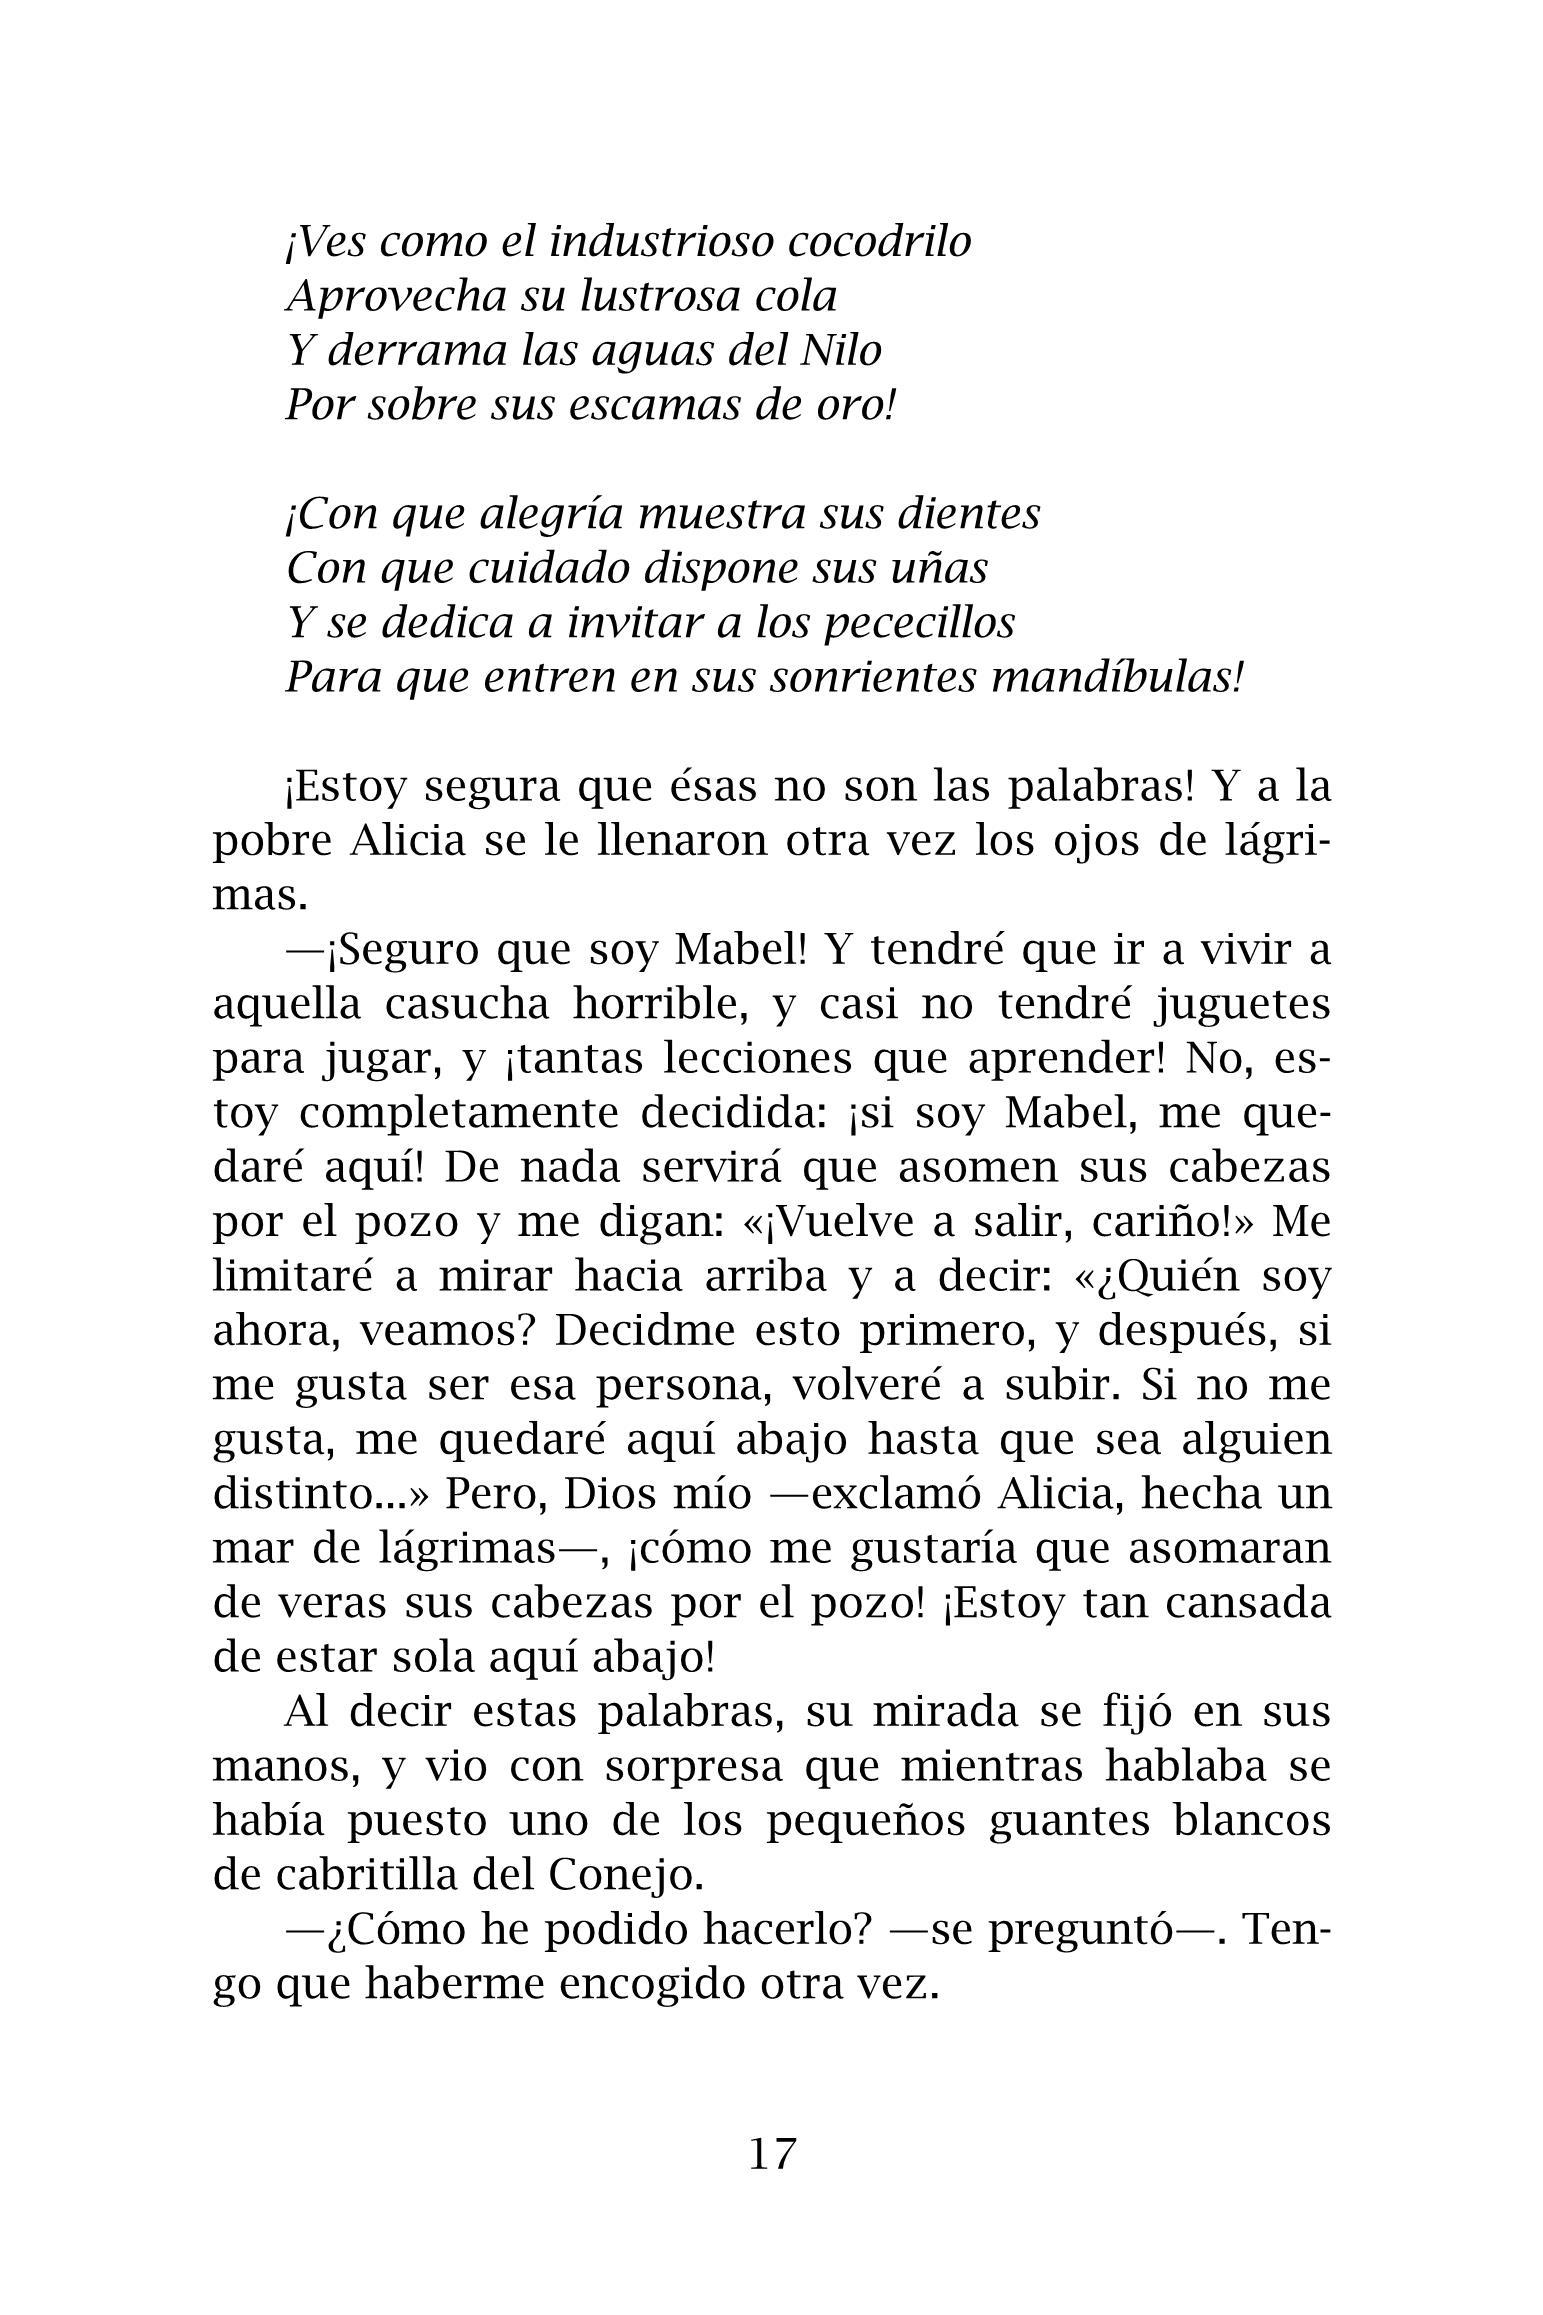 ¡Ves como el industrioso cocodrilo
Aprovecha su lustrosa cola
Y derrama las aguas del Nilo
Por sobre sus escamas de oro!
¡Con que alegría muestra sus dientes
Con que cuidado dispone sus uñas
Y se dedica a invitar a los pececillos
Para que entren en sus sonrientes mandíbulas!
¡Estoy segura que ésas no son las palabras! Y a la
pobre Alicia se le llenaron otra vez los ojos de lágri-
mas.
—¡Seguro que soy Mabel! Y tendré que ir a vivir a
aquella casucha horrible, y casi no tendré juguetes
para jugar, y ¡tantas lecciones que aprender! No, es-
toy completamente decidida: ¡si soy Mabel, me que-
daré aquí! De nada servirá que asomen sus cabezas
por el pozo y me digan: «¡Vuelve a salir, cariño!» Me
limitaré a mirar hacia arriba y a decir: «¿Quién soy
ahora, veamos? Decidme esto primero, y después, si
me gusta ser esa persona, volveré a subir. Si no me
gusta, me quedaré aquí abajo hasta que sea alguien
distinto...» Pero, Dios mío —exclamó Alicia, hecha un
mar de lágrimas—, ¡cómo me gustaría que asomaran
de veras sus cabezas por el pozo! ¡Estoy tan cansada
de estar sola aquí abajo!
Al decir estas palabras, su mirada se fijó en sus
manos, y vio con sorpresa que mientras hablaba se
había puesto uno de los pequeños guantes blancos
de cabritilla del Conejo.
—¿Cómo he podido hacerlo? —se preguntó—. Ten-
go que haberme encogido otra vez.
17